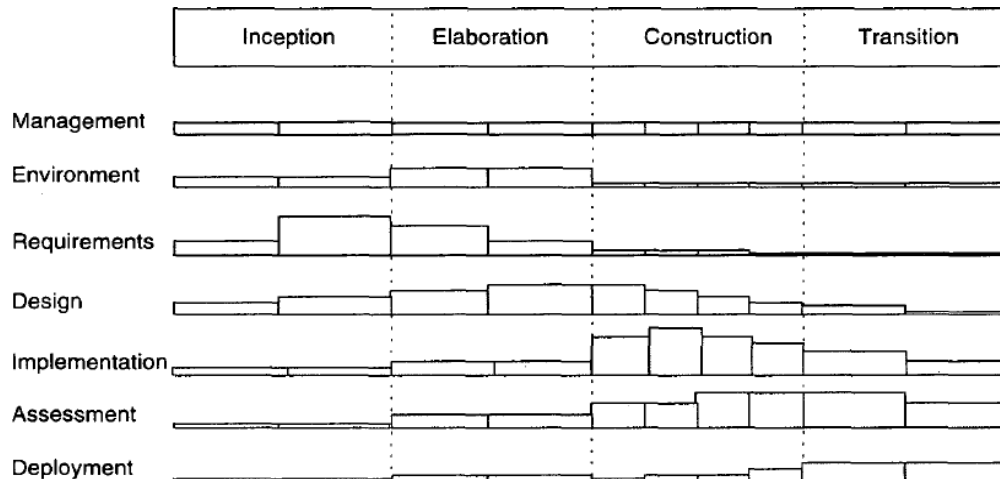 Inception Elaboration Construction Transition
Management
Environment
Requirements
Design
Implementation
Assessment
Deployment